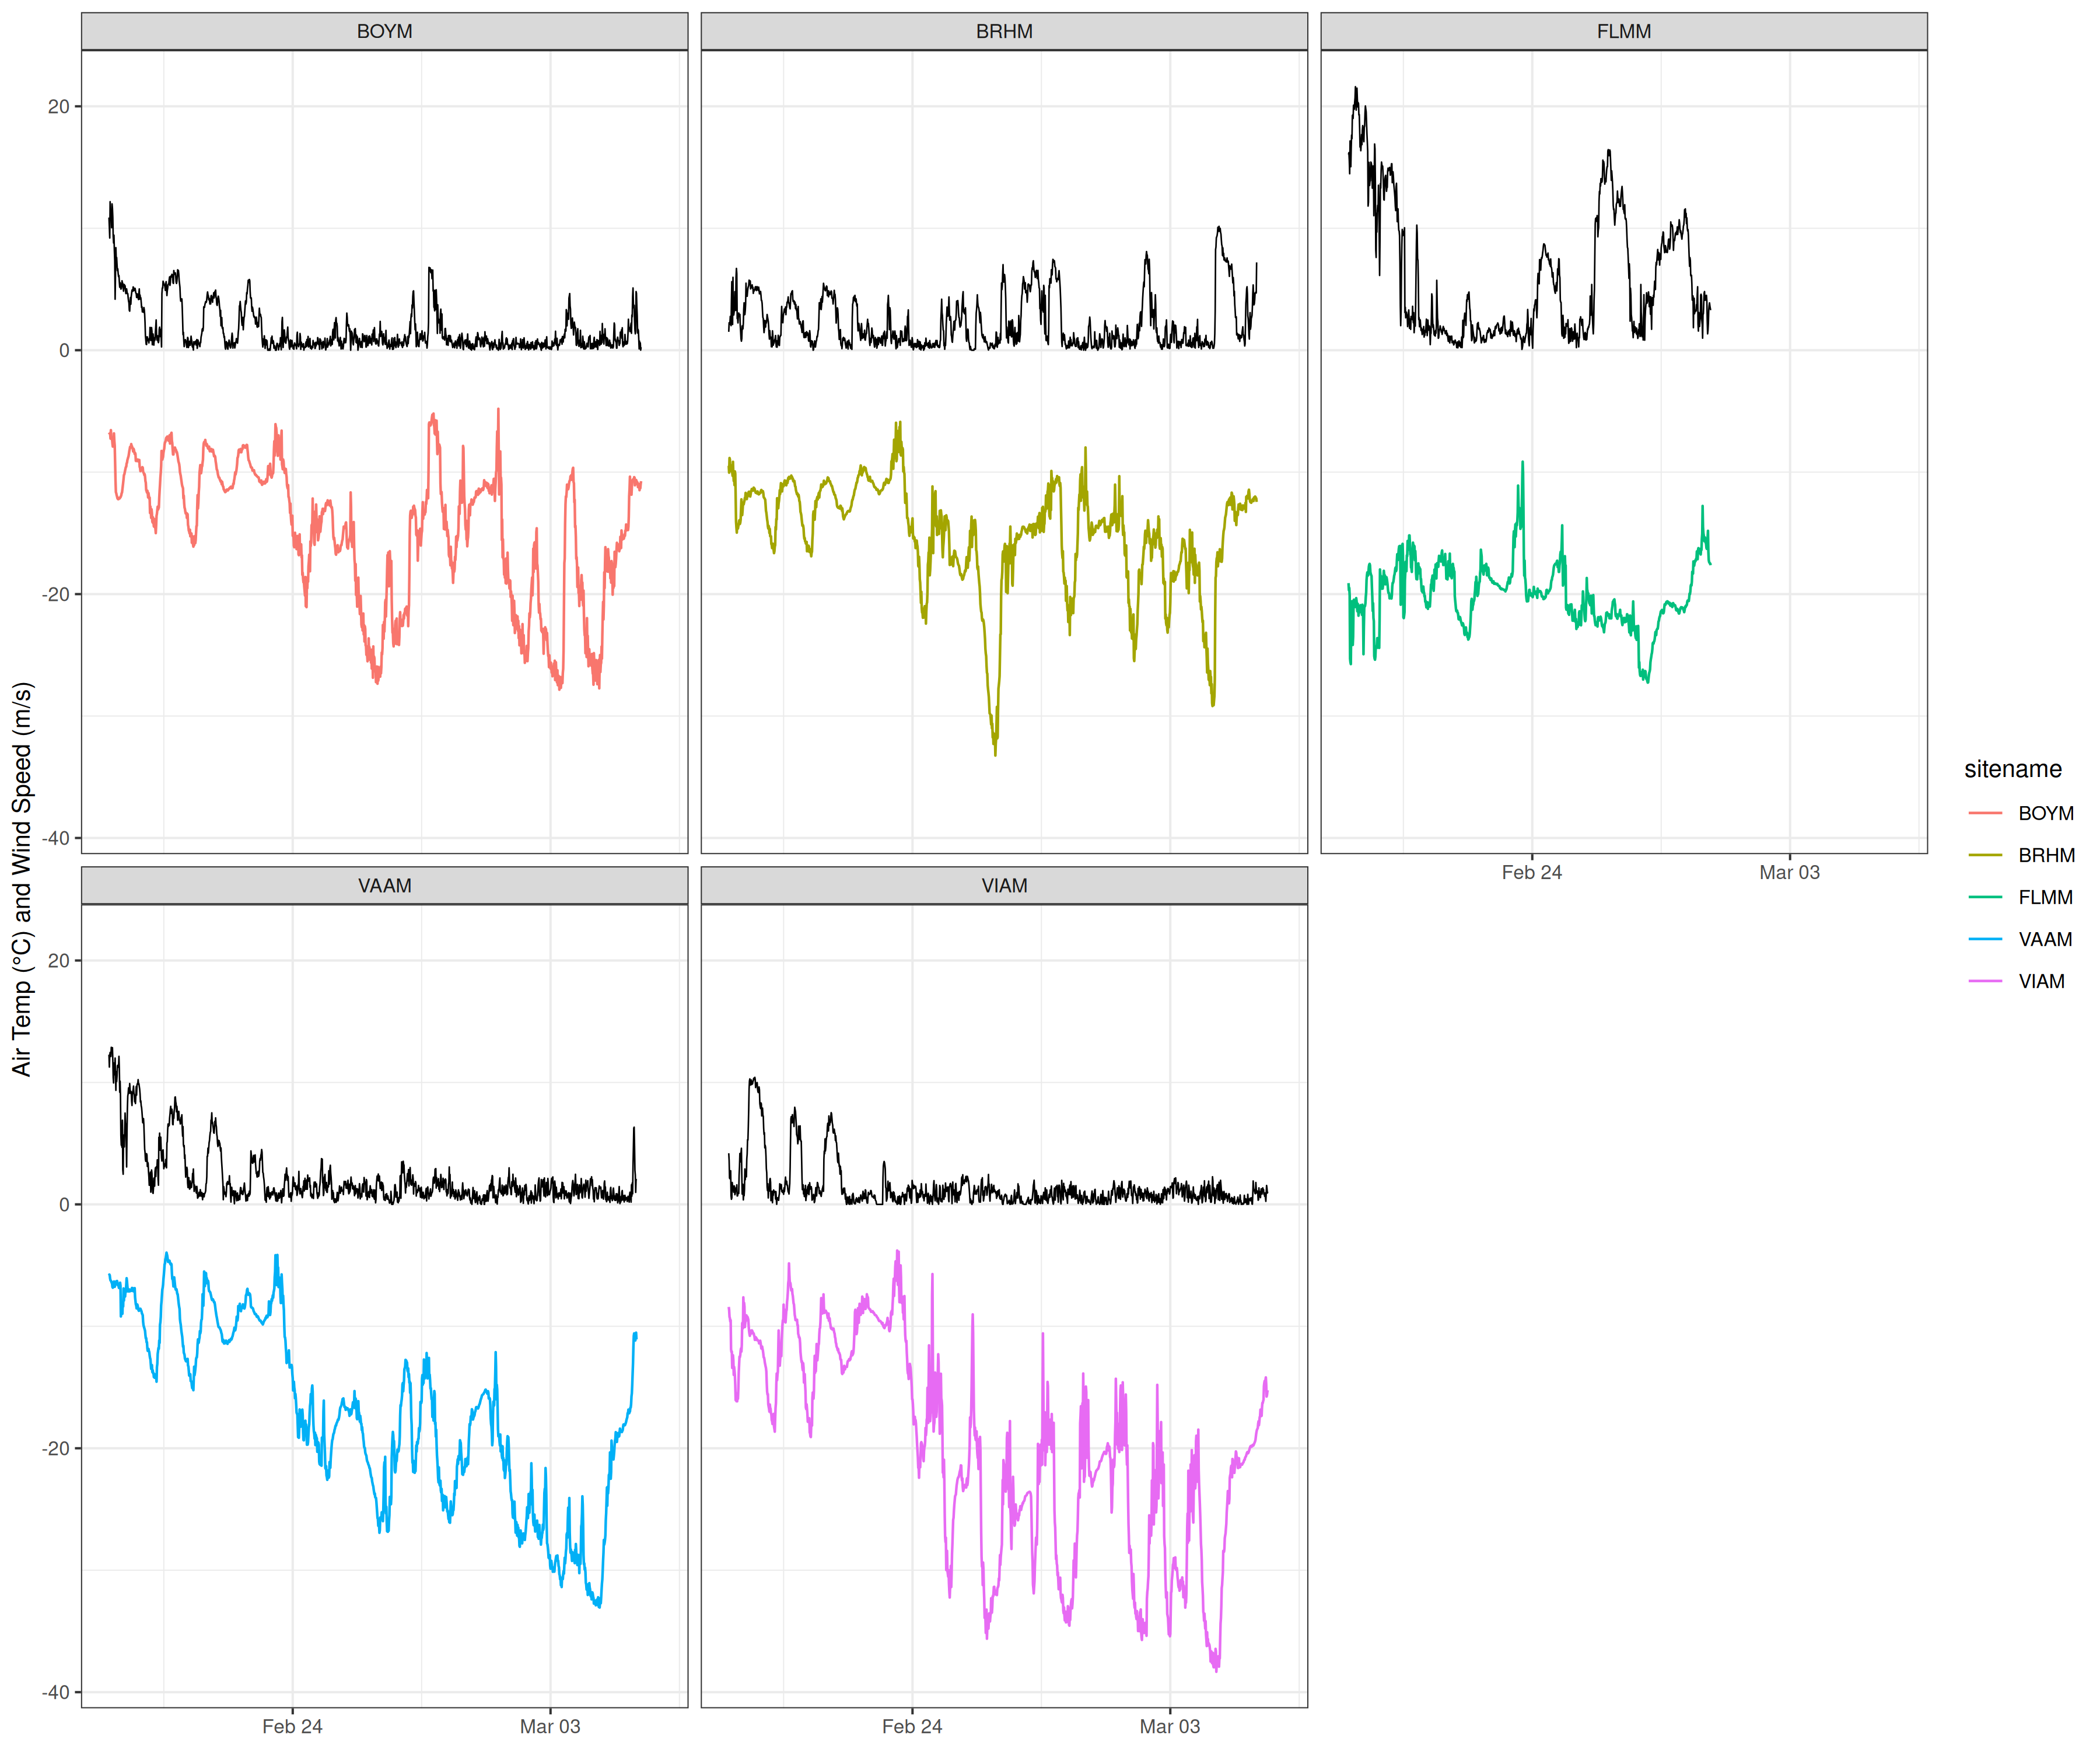 BOYM
BRHM
FLMM
20
0
-20
-40
Feb 24
Mar 03
VAAM
VIAM
20
0
-20
-40
Feb 24
Mar 03
Feb 24
Mar 03
Air Temp (°C) and Wind Speed (m/s)
sitename
BOYM
BRHM
FLMM
VAAM
VIAM